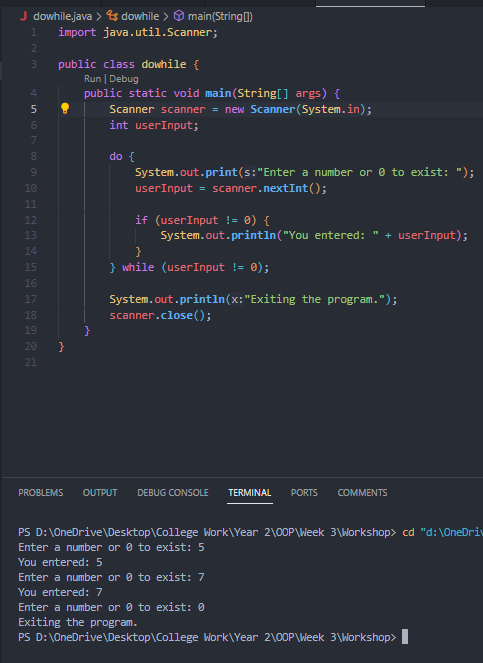 dowhile.java > dowhile > main(String[])
1 import java.util.Scanner;
2
3 public class dowhile {
Run | Debug
4 public static void main(String[] args) {
5 Scanner scanner = new Scanner(System.in);
6 int userInput;
7
8 do {
9 System.out.print(s:"Enter a number or 0 to exist: ");
10 userInput = scanner.nextInt();
11
12 if (userInput != 0) {
13 System.out.println("You entered: " + userInput);
14 }
15 } while (userInput != 0);
16
17 System.out.println(x:"Exiting the program.");
18 scanner.close();
19 }
20 }
21
PROBLEMS OUTPUT DEBUG CONSOLE TERMINAL PORTS COMMENTS
PS D:\OneDrive\Desktop\College Work\Year 2\OOP\Week 3\Workshop> cd "d:\OneDri
Enter a number or 0 to exist: 5
You entered: 5
Enter a number or 0 to exist: 7
You entered: 7
Enter a number or 0 to exist: 0
Exiting the program.
PS D:\OneDrive\Desktop\College Work\Year 2\OOP\Week 3\Workshop>